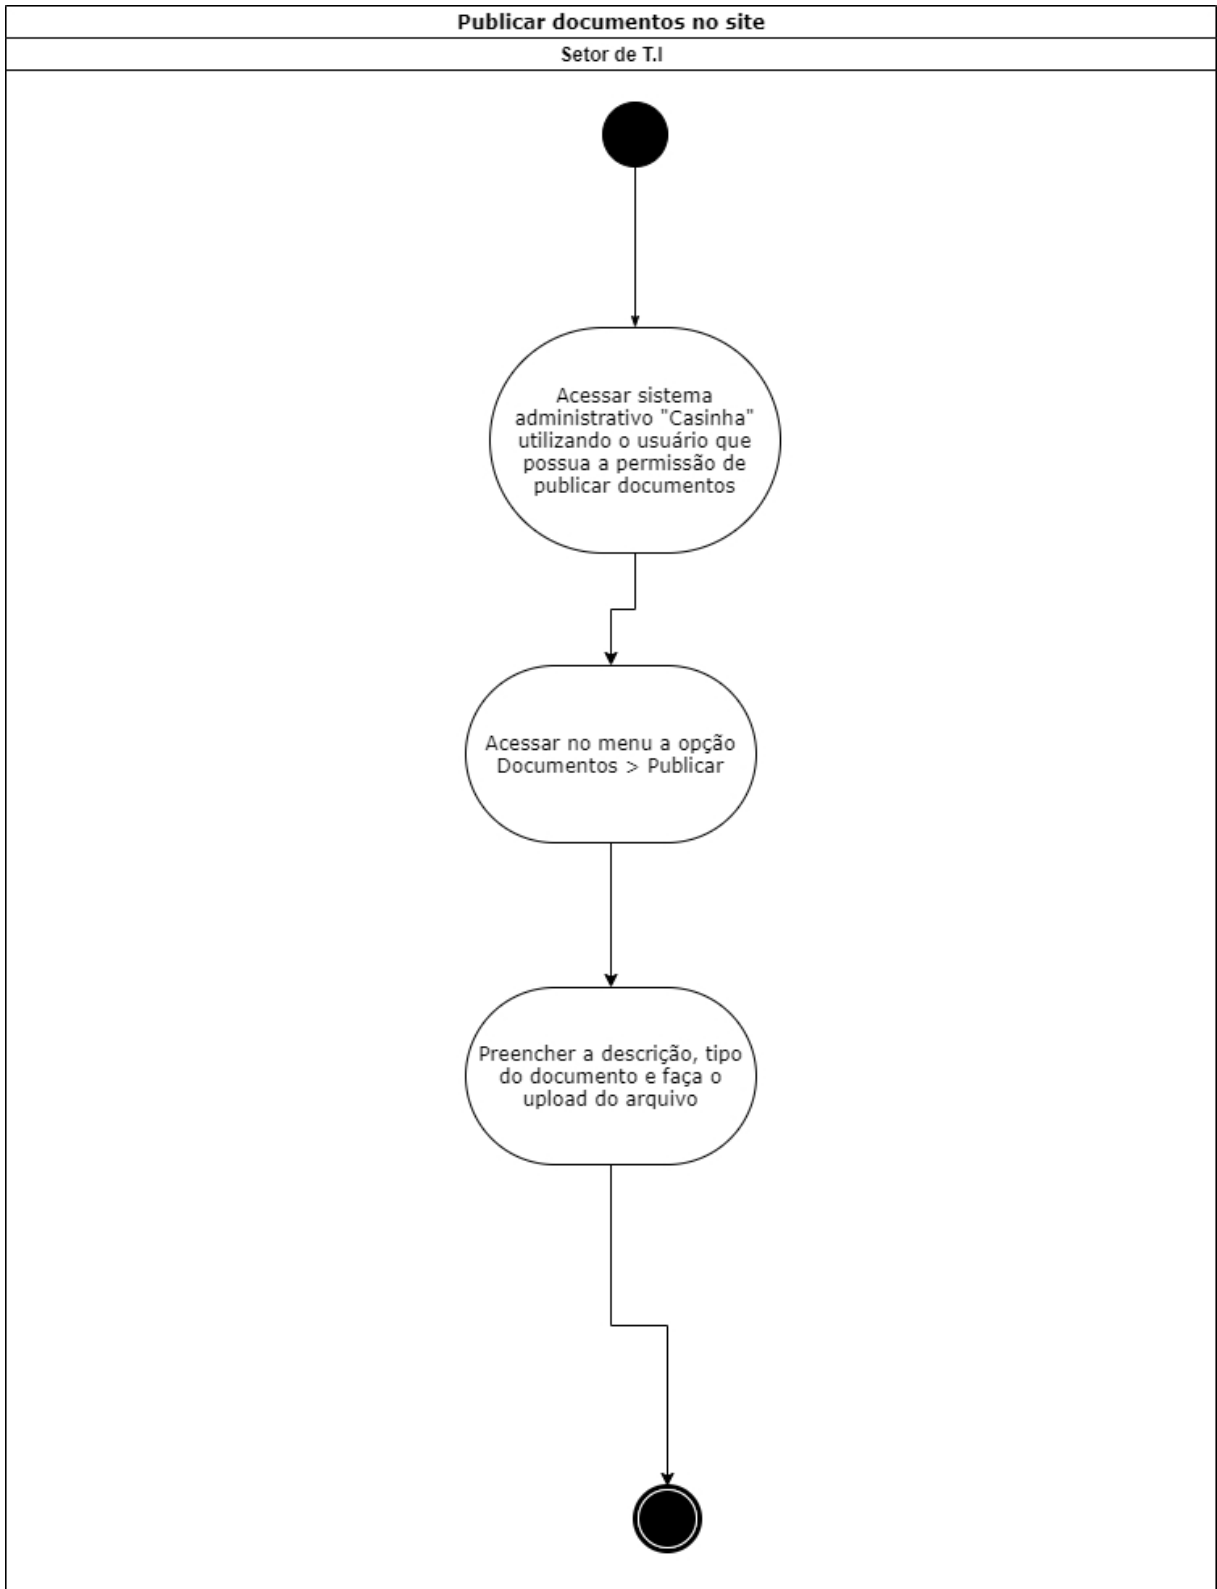 Publicar documentos no site
Setor de T.I
Acessar sistema
administrativo "Casinha"
utilizando o usuário que
possua a permissão de
publicar documentos
Acessar no menu a opção
Documentos > Publicar
Preencher a descrição, tipo
do documento e faça o
upload do arquivo